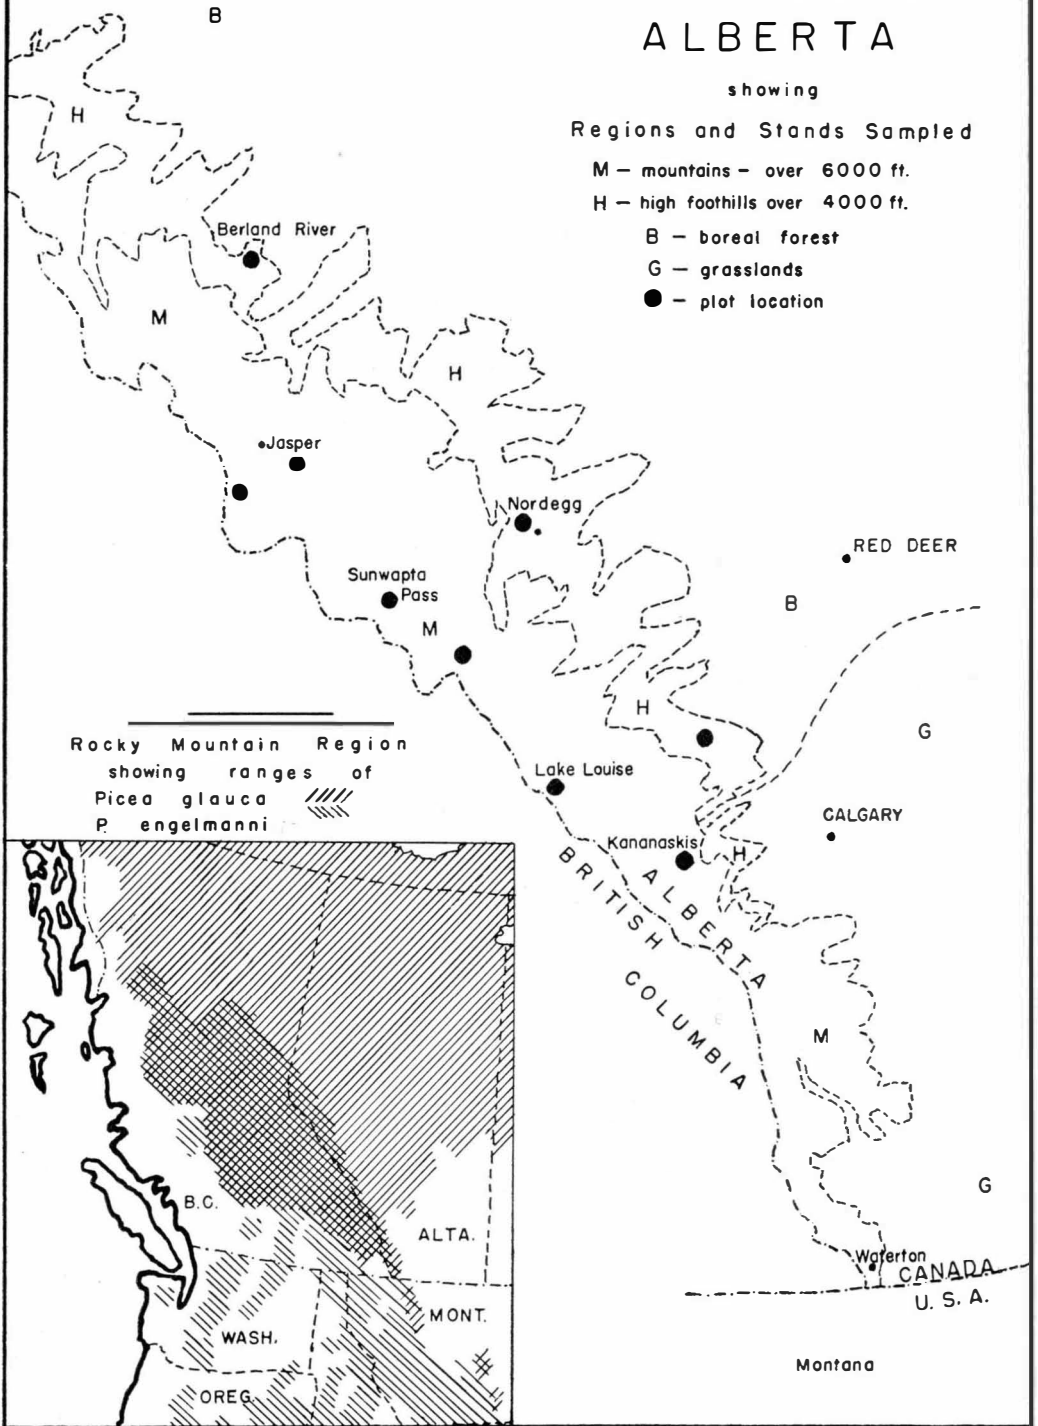 B
ALBERTA
showing
Regions and Stands Sampled
M — mountains — over 6000 ft.
H — high foothills over 4000 ft.
B — boreal forest
G — grasslands
● — plot location
H
Berland River
M
H
Jasper
Nordegg
RED DEER
Sunwapta
Pass
B
M
H
G
Rocky Mountain Region
showing ranges of
Picea glauca
P. engelmanni
Lake Louise
CALGARY
Kananaskis
H
ALBERTA
BRITISH
COLUMBIA
M
G
B.C.
ALTA.
Waterton
CANADA
U. S. A.
MONT.
WASH.
Montana
OREG.